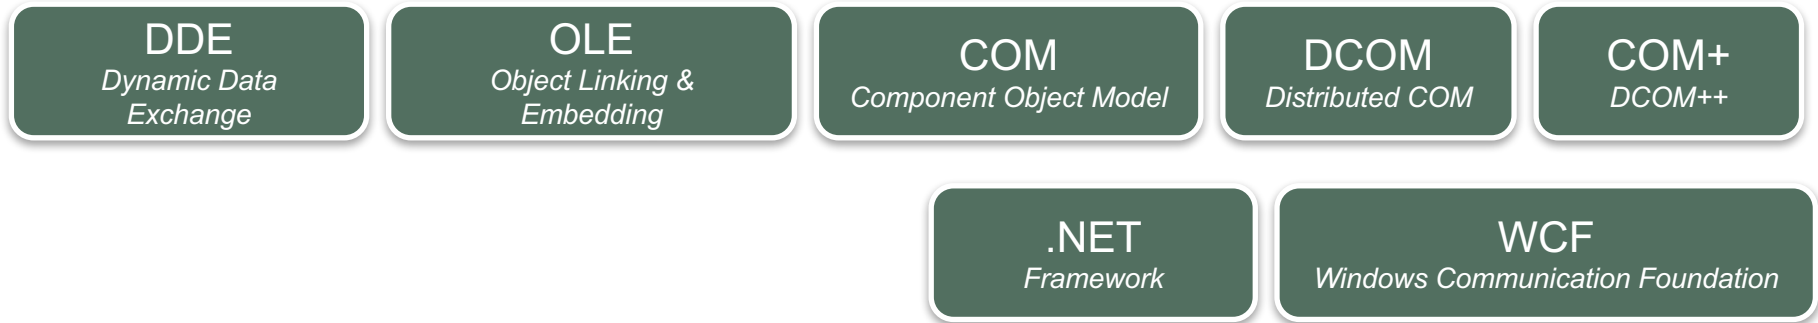 DDE
Dynamic Data
Exchange
OLE
Object Linking &
Embedding
COM
Component Object Model
DCOM
Distributed COM
COM+
DCOM++
.NET
Framework
WCF
Windows Communication Foundation